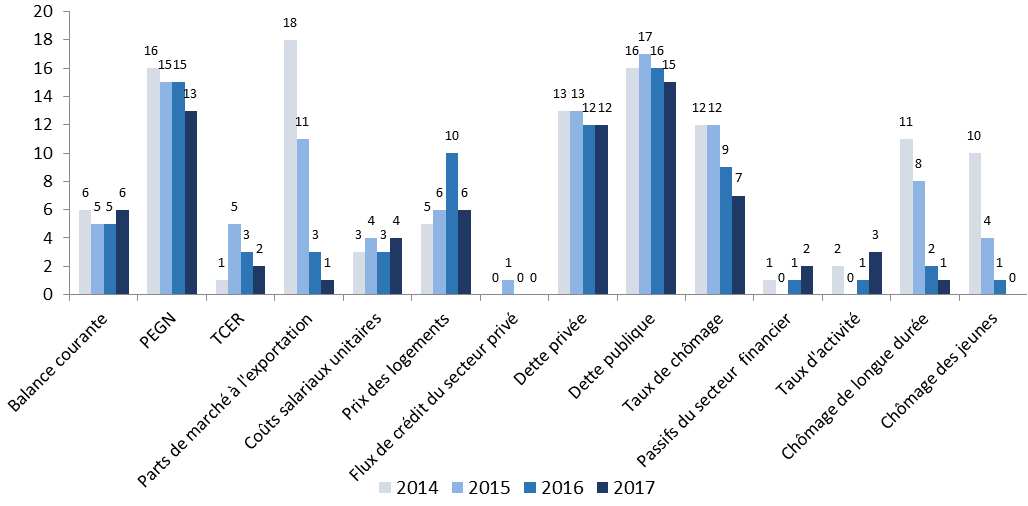 20
18
16
14
12
10
8
6
4
2
0
6 5 5 6
16 15 15 13
1 5 3 2
18 11 3 1
3 4 3 4
5 6 10 6
0 1 0 0
13 13 12 12
16 17 16 15
12 12 9 7
1 0 1 2
2 0 1 3
11 8 2 1
10 4 1 0
Balance courante
PEGN
TCER
Parts de marché à l'exportation
Coûts salariaux unitaires
Prix des logements
Flux de crédit du secteur privé
Dette privée
Dette publique
Taux de chômage
Passifs du secteur financier
Taux d'activité
Chômage de longue durée
Chômage des jeunes
2014 2015 2016 2017